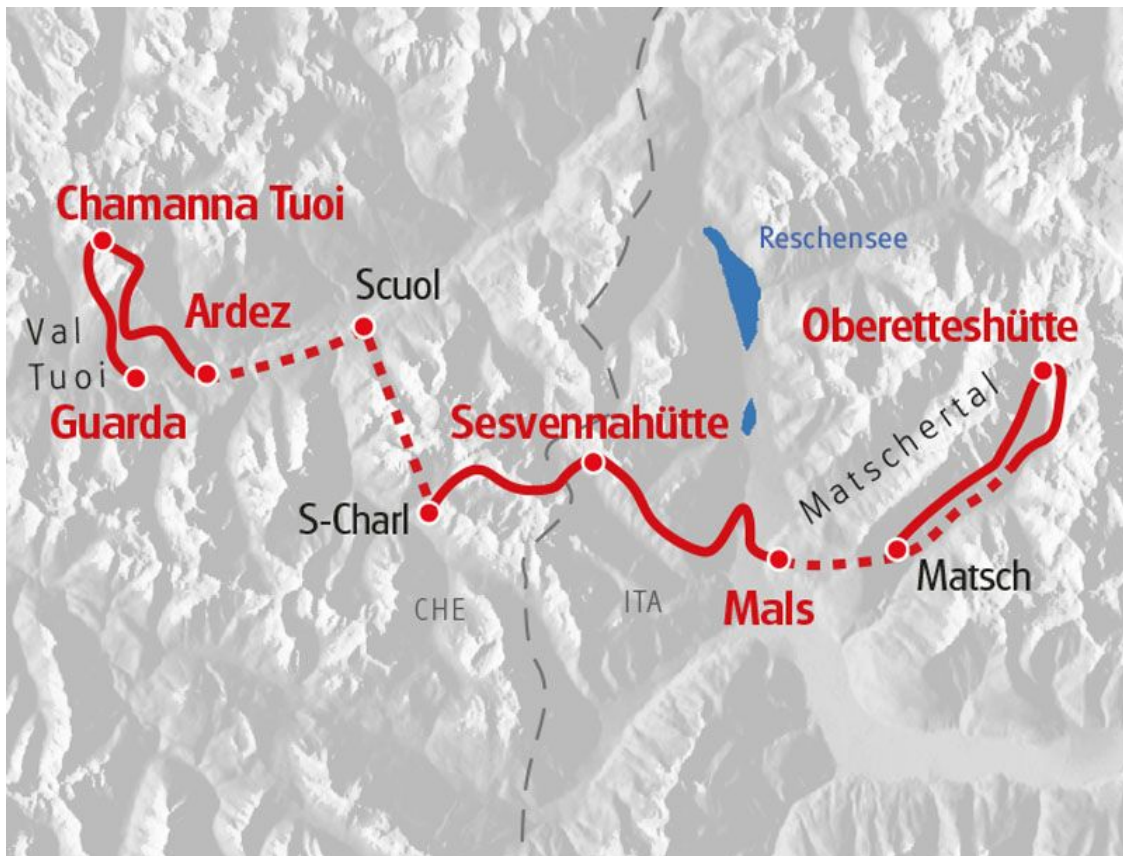 Chamanna Tuoi
Reschensee
Scuol
Ardez
Oberetteshütte
Val
Tuoi
Guarda
Sesvennahütte
Matschertal
S-Charl
Matsch
CHE
ITA
Mals